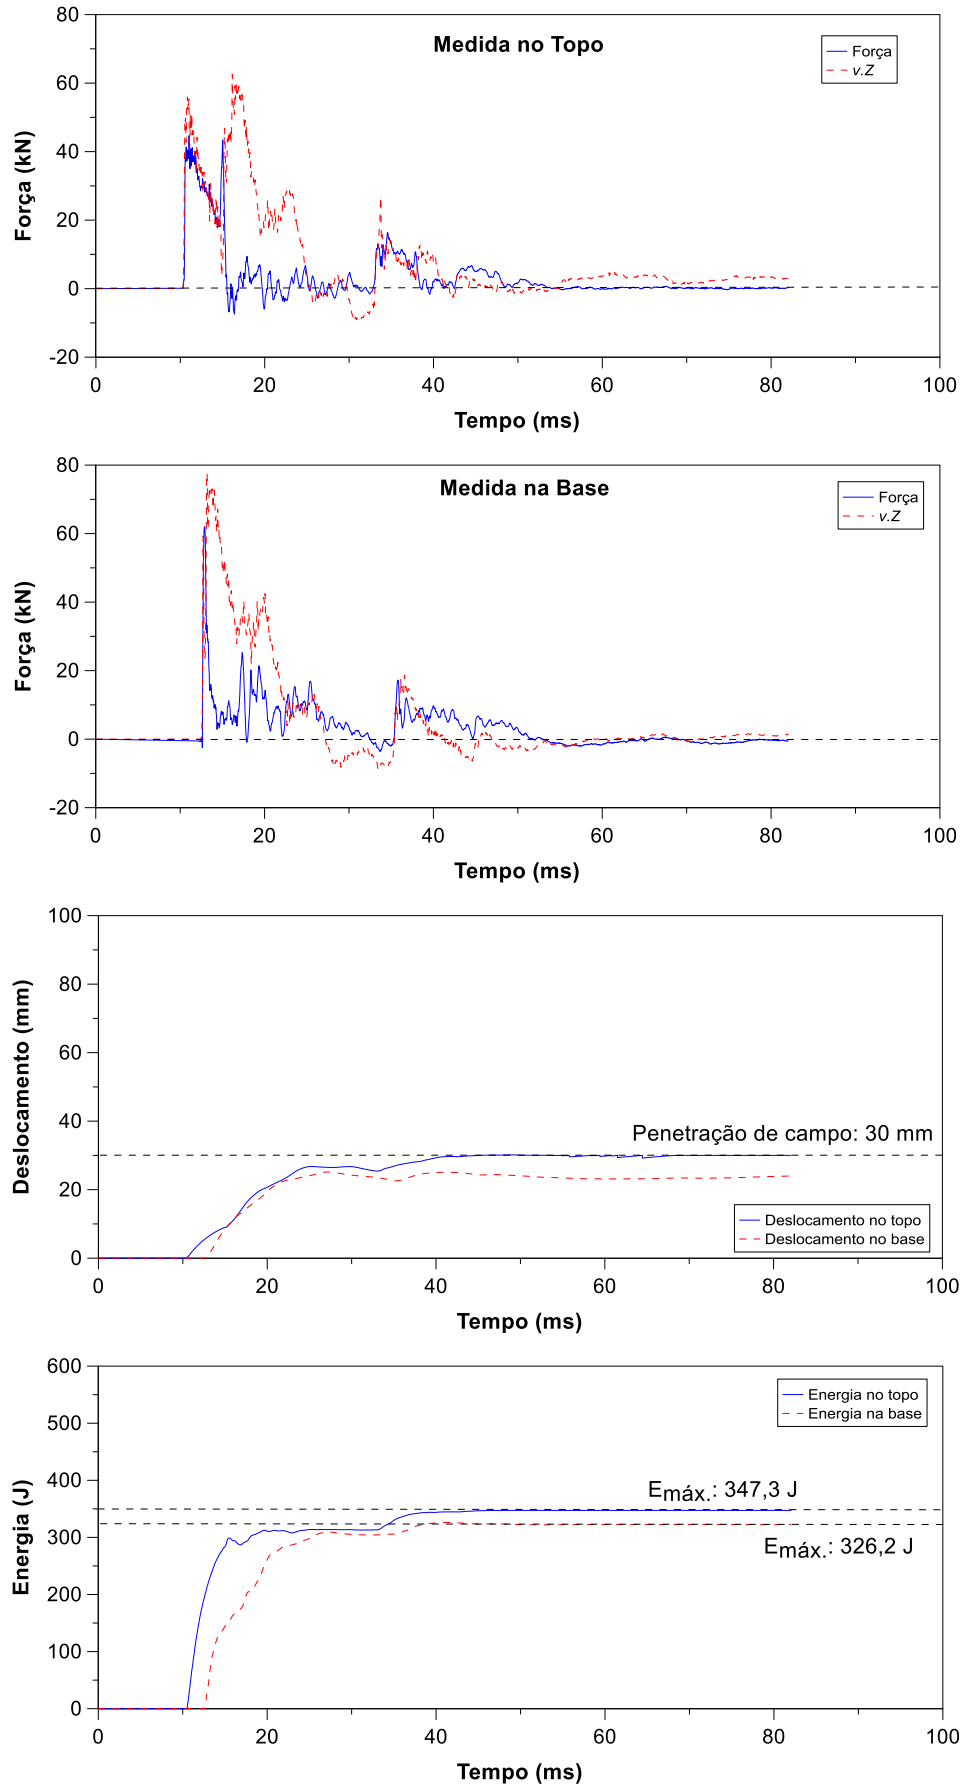 Medida no Topo
Força
v.Z
80
60
40
20
0
-20
Força (kN)
0
20
40
60
80
100
Tempo (ms)
Medida na Base
Força
v.Z
80
60
40
20
0
-20
Força (kN)
0
20
40
60
80
100
Tempo (ms)
100
80
60
40
20
0
Deslocamento (mm)
Penetração de campo: 30 mm
Deslocamento no topo
Deslocamento no base
0
20
40
60
80
100
Tempo (ms)
600
500
400
300
200
100
0
Energia (J)
Energia no topo
Energia na base
Emáx.: 347,3 J
Emáx.: 326,2 J
0
20
40
60
80
100
Tempo (ms)